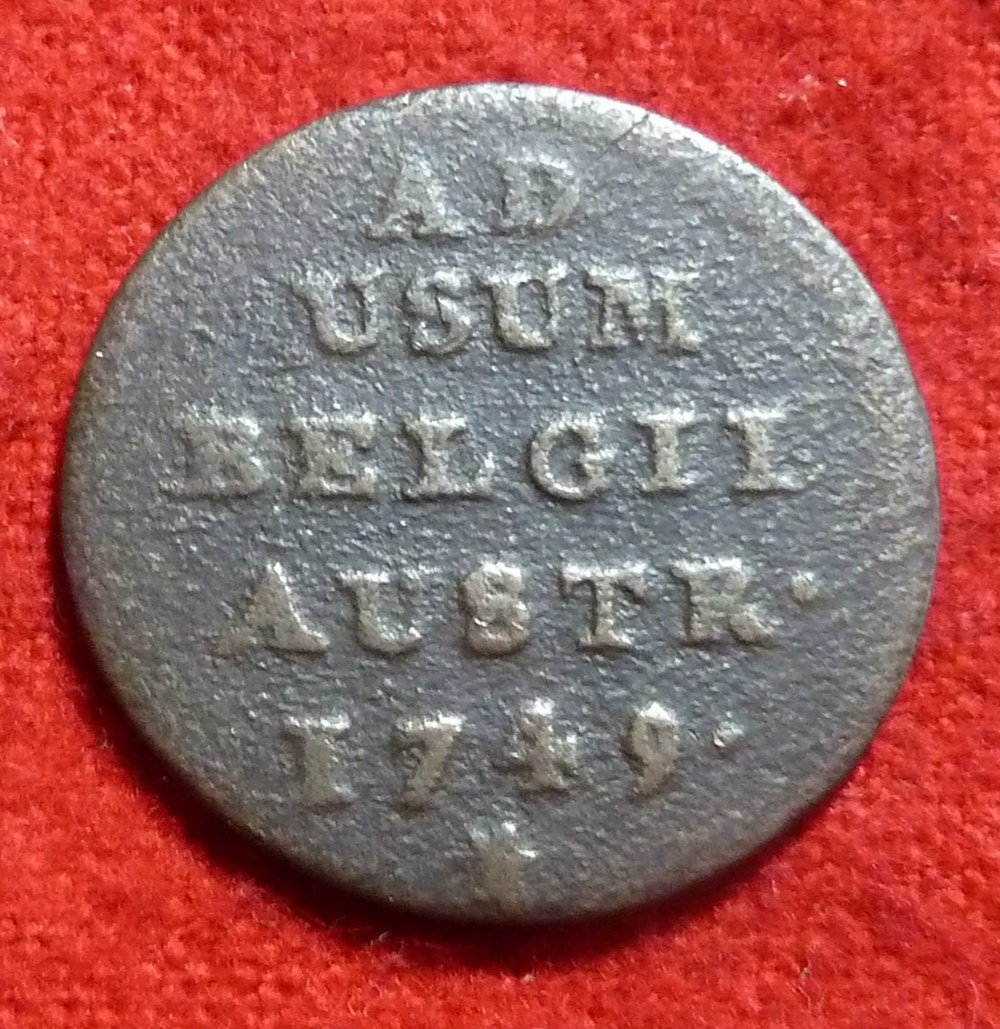 AD
USUM
BELGII
AUSTR·
1749·